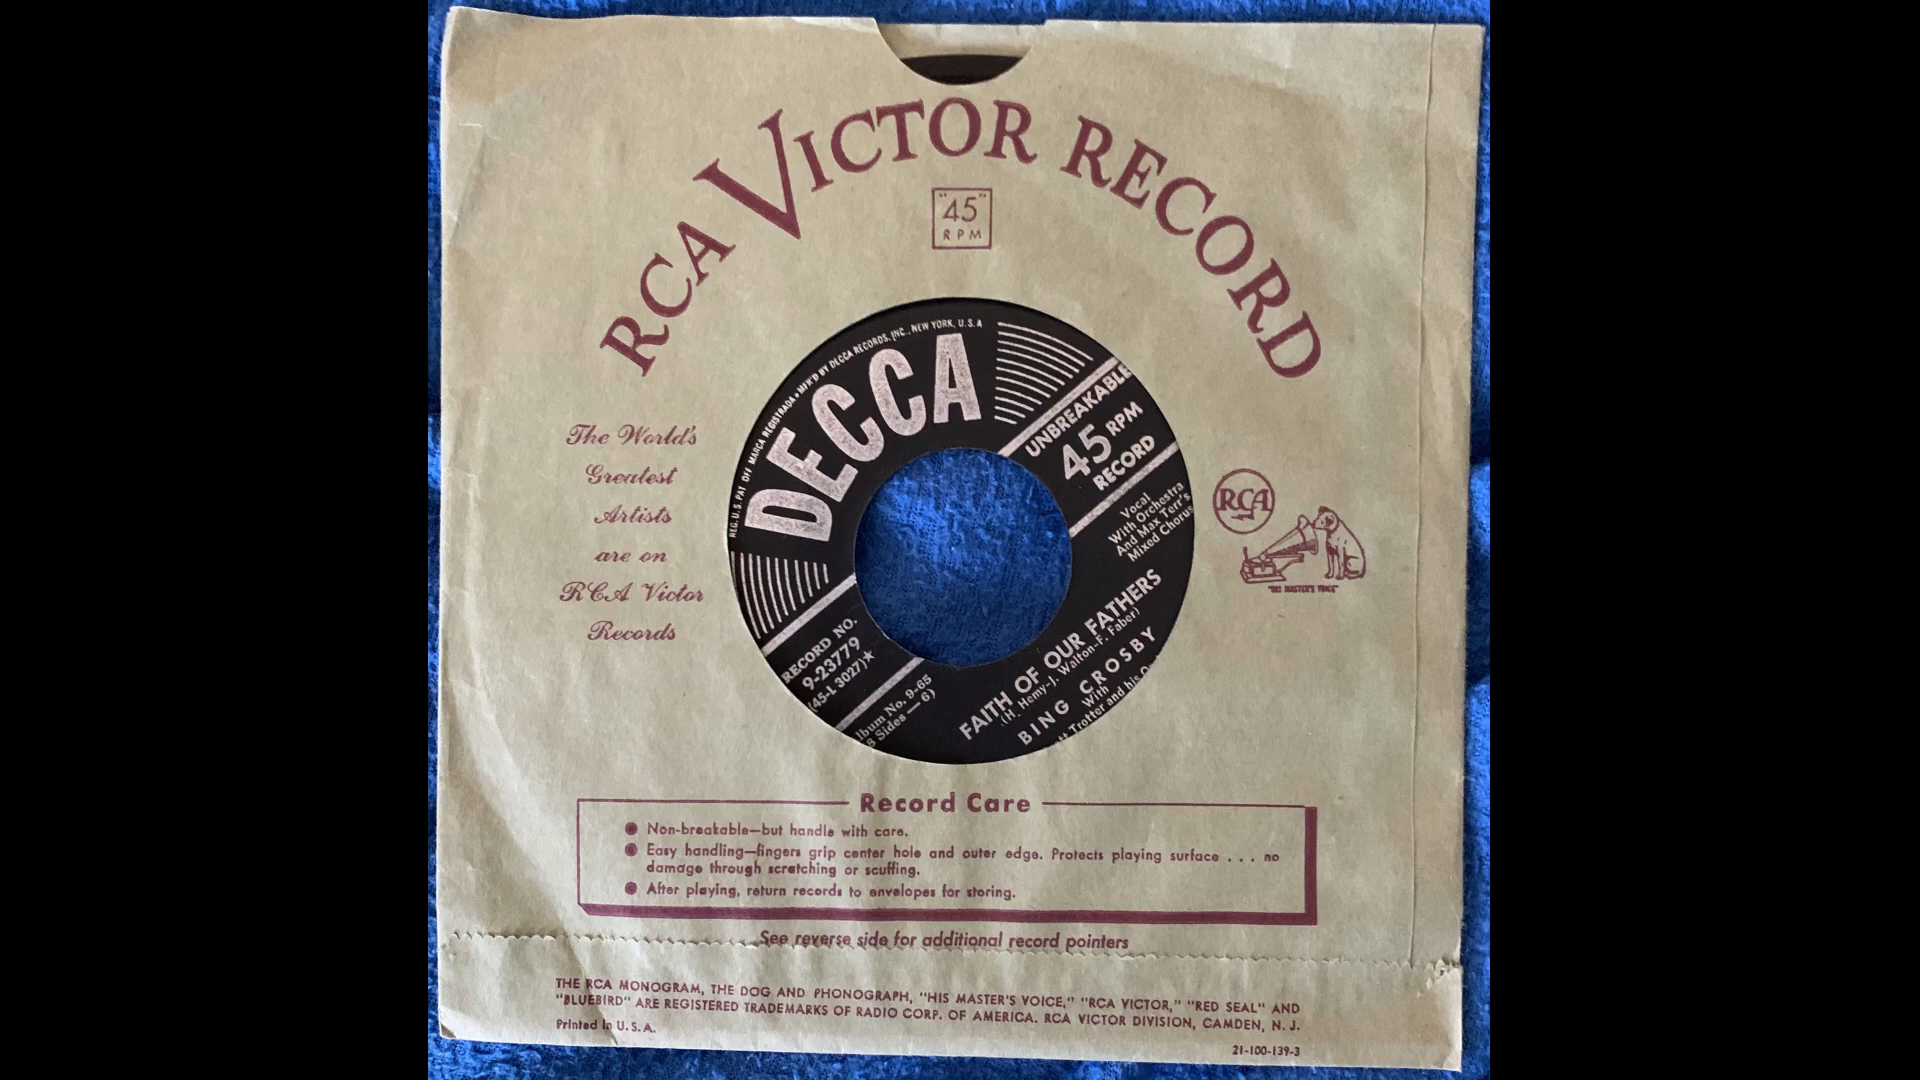 RCA VICTOR RECORD
"45"
RPM
The World's
Greatest
Artists
are on
RCA Victor
Records
REG. U.S. PAT OFF MARCA REGISTRADA • MFR'D BY DECCA RECORDS, INC., NEW YORK, U.S.A
DECCA
UNBREAKABLE
45 RPM
RECORD
Vocal
With Orchestra
And Max Terr's
Mixed Chorus
RECORD NO.
9-23779
(45-L 3027)★
No. 9-65
Sides — 6)
FAITH OF OUR FATHERS
(H. Hemy-J. Walton-F. Faber)
BING CROSBY
With
Trotter and his
RCA
"HIS MASTER'S VOICE"
Record Care
● Non-breakable—but handle with care.
● Easy handling—fingers grip center hole and outer edge. Protects playing surface . . . no
damage through scratching or scuffing.
● After playing, return records to envelopes for storing.
See reverse side for additional record pointers
THE RCA MONOGRAM, THE DOG AND PHONOGRAPH, "HIS MASTER'S VOICE," "RCA VICTOR," "RED SEAL" AND
"BLUEBIRD" ARE REGISTERED TRADEMARKS OF RADIO CORP. OF AMERICA. RCA VICTOR DIVISION, CAMDEN, N. J.
Printed in U.S.A.
21-100-139-3